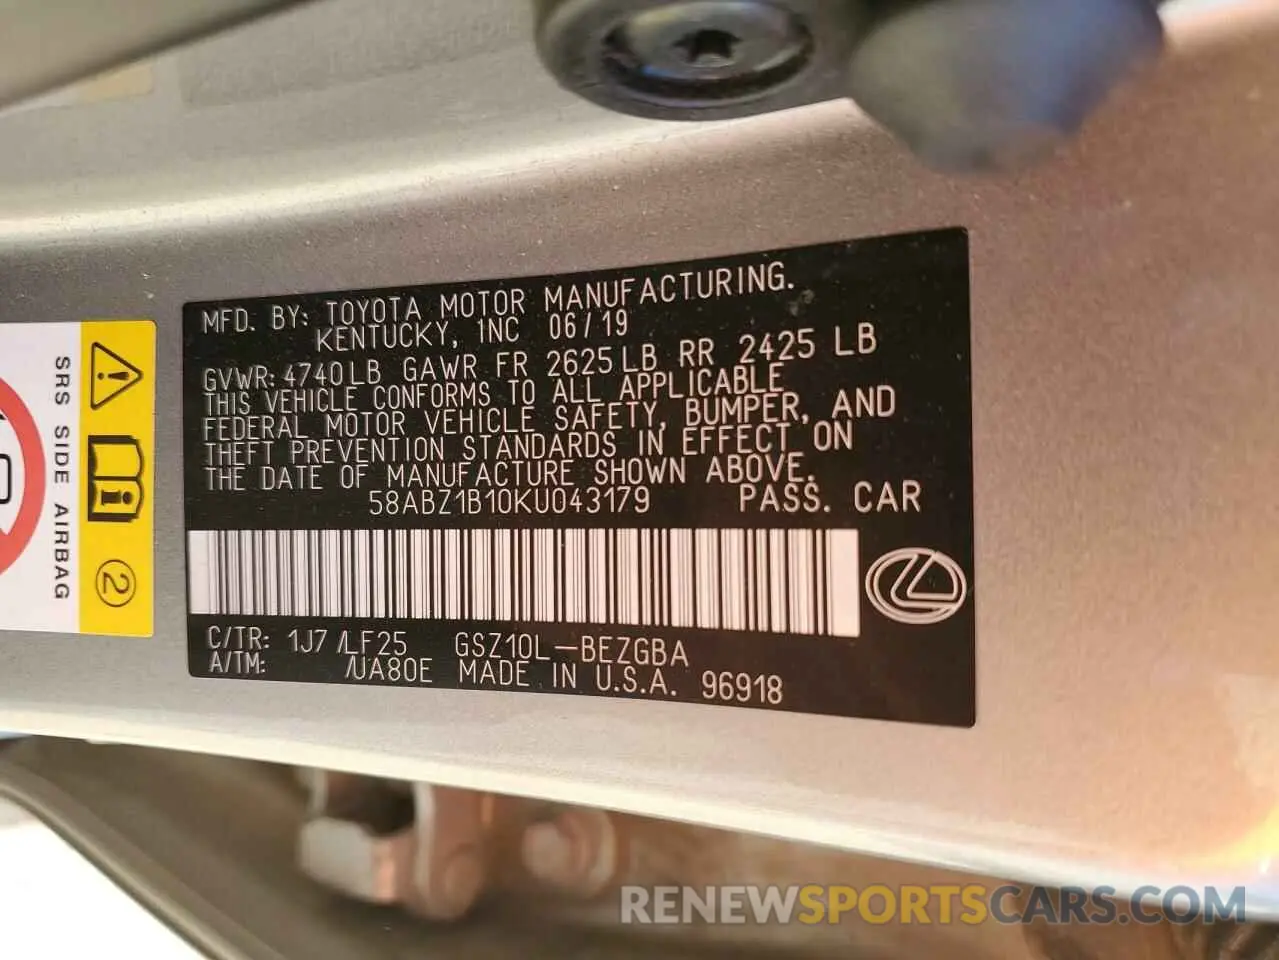 MFD. BY: TOYOTA MOTOR MANUFACTURING.
KENTUCKY, INC 06/19
GVWR: 4740LB GAWR FR 2625LB RR 2425 LB
THIS VEHICLE CONFORMS TO ALL APPLICABLE
FEDERAL MOTOR VEHICLE SAFETY, BUMPER, AND
THEFT PREVENTION STANDARDS IN EFFECT ON
THE DATE OF MANUFACTURE SHOWN ABOVE.
58ABZ1B10KU043179 PASS. CAR
C/TR: 1J7 /LF25 GSZ10L-BEZGBA
A/TM: /UA80E MADE IN U.S.A. 96918
SRS SIDE AIRBAG
2
RENEWSPORTSCARS.COM